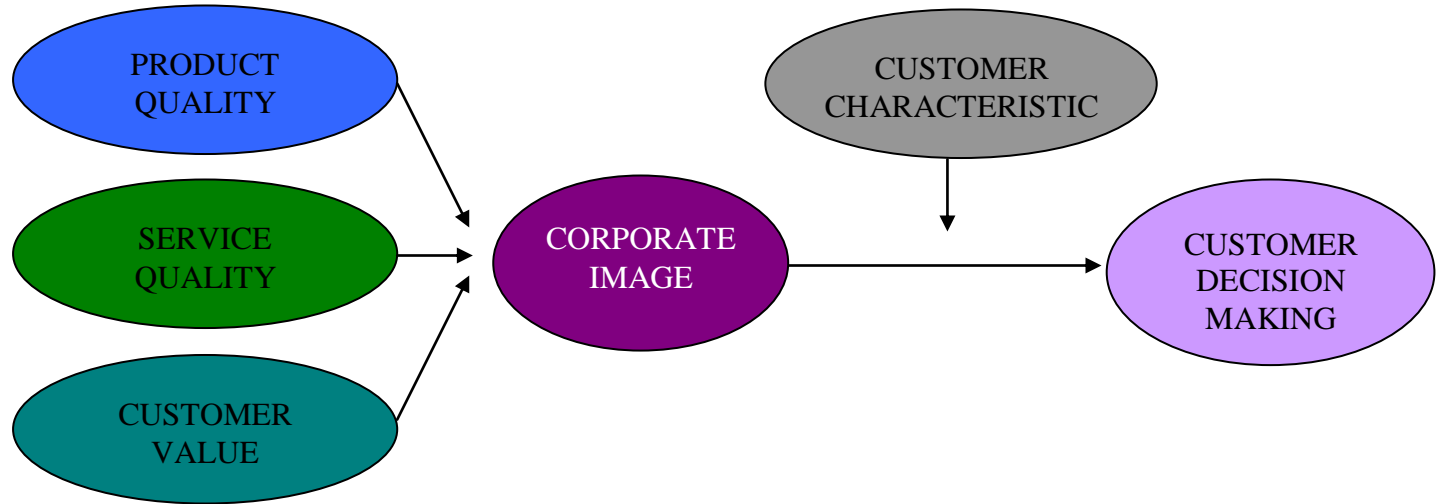 PRODUCT
QUALITY
CUSTOMER
CHARACTERISTIC
SERVICE
QUALITY
CORPORATE
IMAGE
CUSTOMER
DECISION
MAKING
CUSTOMER
VALUE